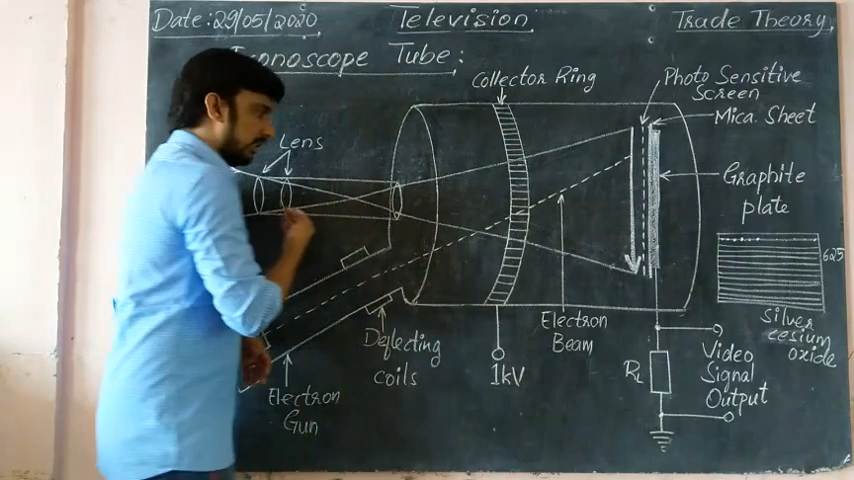 Date: 29/05/2020
Television
Trade Theory
Iconoscope Tube:
Collector Ring
Photo Sensitive
Screen
Mica Sheet
Lens
Graphite
plate
625
Silver
cesium
oxide
Electron
Beam
Deflecting
coils
1kV
RL
Video
Signal
Output
Electron
Gun